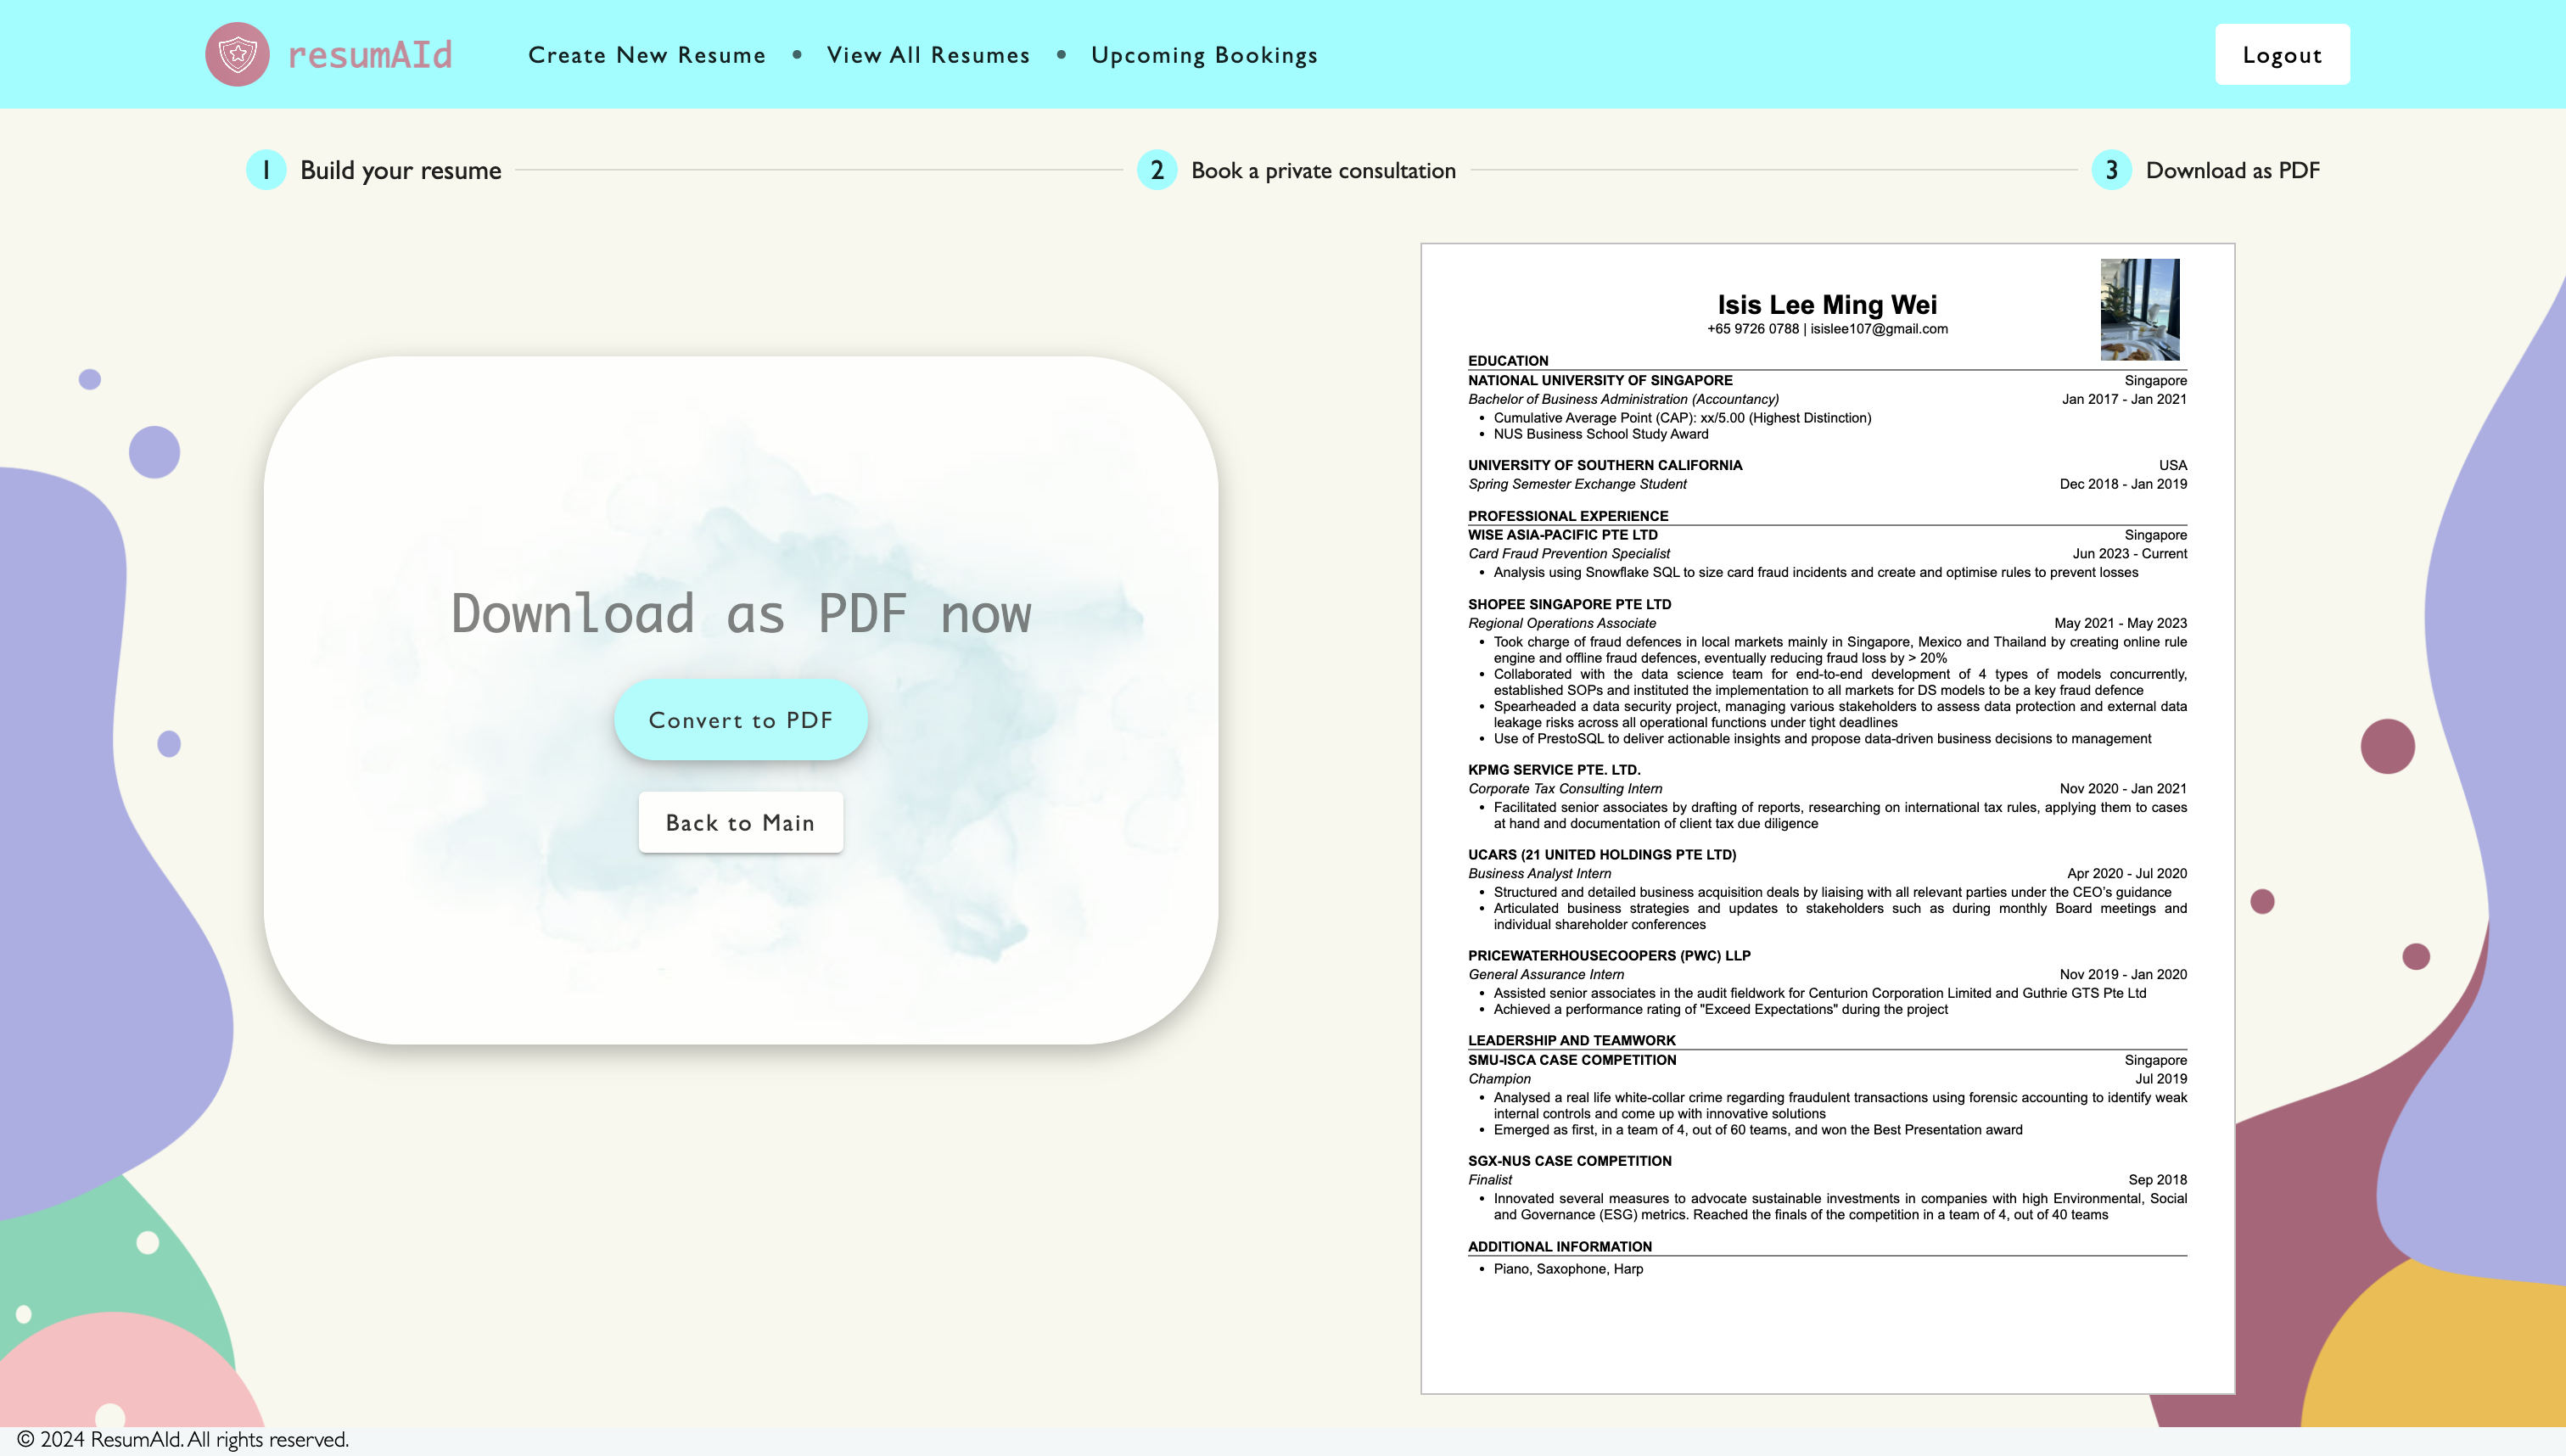 resumAId
Create New Resume • View All Resumes • Upcoming Bookings
Logout
1 Build your resume
2 Book a private consultation
3 Download as PDF
Download as PDF now
Convert to PDF
Back to Main
Isis Lee Ming Wei
+65 9726 0788 | isislee107@gmail.com
EDUCATION
NATIONAL UNIVERSITY OF SINGAPORE Singapore
Bachelor of Business Administration (Accountancy) Jan 2017 - Jan 2021
• Cumulative Average Point (CAP): xx/5.00 (Highest Distinction)
• NUS Business School Study Award
UNIVERSITY OF SOUTHERN CALIFORNIA USA
Spring Semester Exchange Student Dec 2018 - Jan 2019
PROFESSIONAL EXPERIENCE
WISE ASIA-PACIFIC PTE LTD Singapore
Card Fraud Prevention Specialist Jun 2023 - Current
• Analysis using Snowflake SQL to size card fraud incidents and create and optimise rules to prevent losses
SHOPEE SINGAPORE PTE LTD
Regional Operations Associate May 2021 - May 2023
• Took charge of fraud defences in local markets mainly in Singapore, Mexico and Thailand by creating online rule
engine and offline fraud defences, eventually reducing fraud loss by > 20%
• Collaborated with the data science team for end-to-end development of 4 types of models concurrently,
established SOPs and instituted the implementation to all markets for DS models to be a key fraud defence
• Spearheaded a data security project, managing various stakeholders to assess data protection and external data
leakage risks across all operational functions under tight deadlines
• Use of PrestoSQL to deliver actionable insights and propose data-driven business decisions to management
KPMG SERVICE PTE. LTD.
Corporate Tax Consulting Intern Nov 2020 - Jan 2021
• Facilitated senior associates by drafting of reports, researching on international tax rules, applying them to cases
at hand and documentation of client tax due diligence
UCARS (21 UNITED HOLDINGS PTE LTD)
Business Analyst Intern Apr 2020 - Jul 2020
• Structured and detailed business acquisition deals by liaising with all relevant parties under the CEO's guidance
• Articulated business strategies and updates to stakeholders such as during monthly Board meetings and
individual shareholder conferences
PRICEWATERHOUSECOOPERS (PWC) LLP
General Assurance Intern Nov 2019 - Jan 2020
• Assisted senior associates in the audit fieldwork for Centurion Corporation Limited and Guthrie GTS Pte Ltd
• Achieved a performance rating of "Exceed Expectations" during the project
LEADERSHIP AND TEAMWORK
SMU-ISCA CASE COMPETITION Singapore
Champion Jul 2019
• Analysed a real life white-collar crime regarding fraudulent transactions using forensic accounting to identify weak
internal controls and come up with innovative solutions
• Emerged as first, in a team of 4, out of 60 teams, and won the Best Presentation award
SGX-NUS CASE COMPETITION
Finalist Sep 2018
• Innovated several measures to advocate sustainable investments in companies with high Environmental, Social
and Governance (ESG) metrics. Reached the finals of the competition in a team of 4, out of 40 teams
ADDITIONAL INFORMATION
• Piano, Saxophone, Harp
© 2024 ResumAId. All rights reserved.